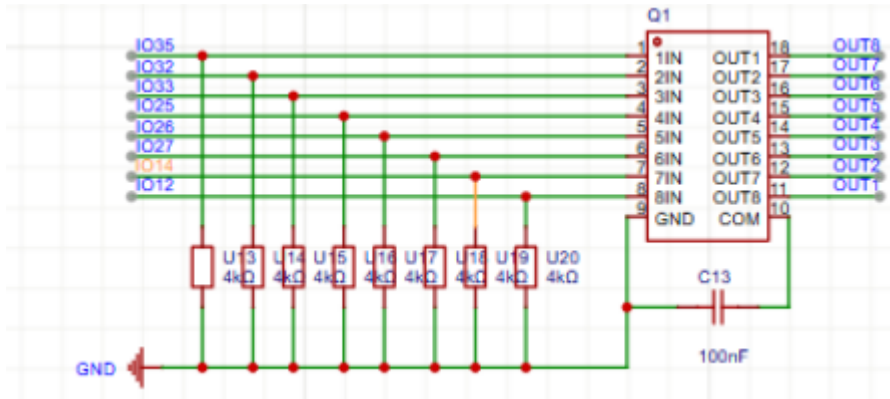 Q1
IO35 1 1IN OUT1 18 OUT8
IO32 2 2IN OUT2 17 OUT7
IO33 3 3IN OUT3 16 OUT6
IO25 4 4IN OUT4 15 OUT5
IO26 5 5IN OUT5 14 OUT4
IO27 6 6IN OUT6 13 OUT3
IO14 7 7IN OUT7 12 OUT2
IO12 8 8IN OUT8 11 OUT1
9 GND COM 10
U13 U14 U15 U16 U17 U18 U19 U20
4kΩ 4kΩ 4kΩ 4kΩ 4kΩ 4kΩ 4kΩ 4kΩ
C13
100nF
GND